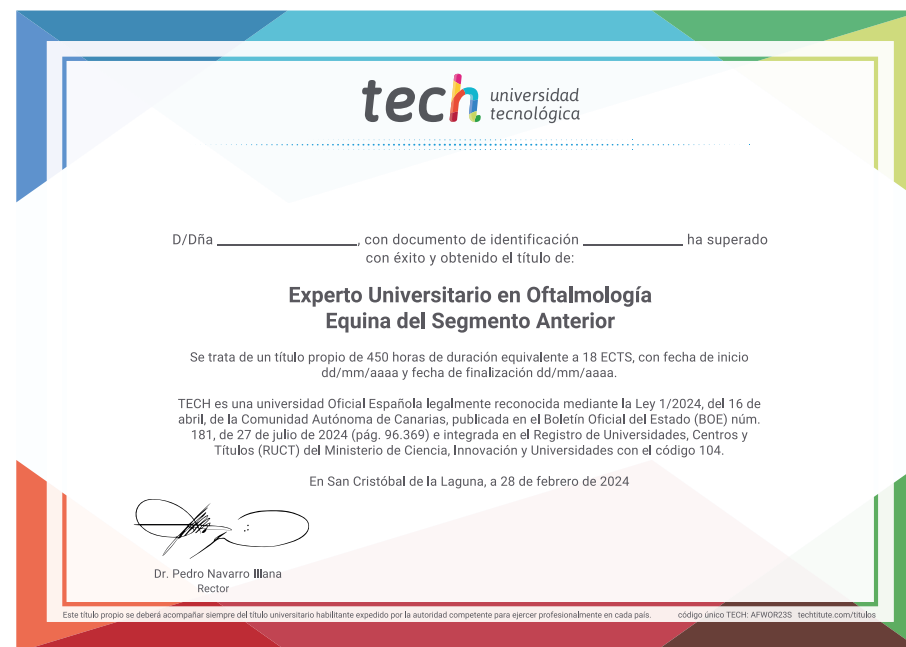 tech universidad
tecnológica
D/Dña ____________________, con documento de identificación ______________ ha superado
con éxito y obtenido el título de:
Experto Universitario en Oftalmología
Equina del Segmento Anterior
Se trata de un título propio de 450 horas de duración equivalente a 18 ECTS, con fecha de inicio
dd/mm/aaaa y fecha de finalización dd/mm/aaaa.
TECH es una universidad Oficial Española legalmente reconocida mediante la Ley 1/2024, del 16 de
abril, de la Comunidad Autónoma de Canarias, publicada en el Boletín Oficial del Estado (BOE) núm.
181, de 27 de julio de 2024 (pág. 96.369) e integrada en el Registro de Universidades, Centros y
Títulos (RUCT) del Ministerio de Ciencia, Innovación y Universidades con el código 104.
En San Cristóbal de la Laguna, a 28 de febrero de 2024
Dr. Pedro Navarro Illana
Rector
Este título propio se deberá acompañar siempre del título universitario habilitante expedido por la autoridad competente para ejercer profesionalmente en cada país. código único TECH: AFWOR23S techtitute.com/titulos